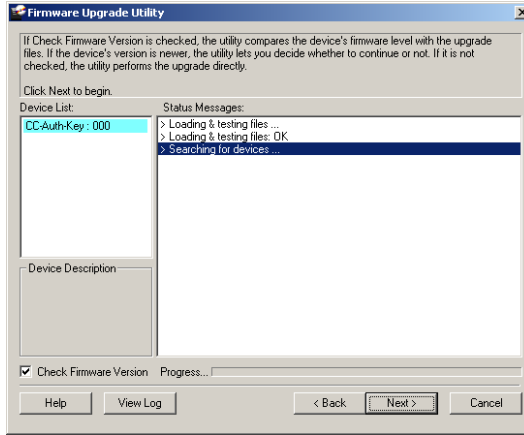 Firmware Upgrade Utility
If Check Firmware Version is checked, the utility compares the device's firmware level with the upgrade
files. If the device's version is newer, the utility lets you decide whether to continue or not. If it is not
checked, the utility performs the upgrade directly.
Click Next to begin.
Device List:
Status Messages:
CC-Auth-Key : 000
> Loading & testing files ...
> Loading & testing files: OK
> Searching for devices ...
Device Description
Check Firmware Version
Progress...
Help
View Log
< Back
Next >
Cancel